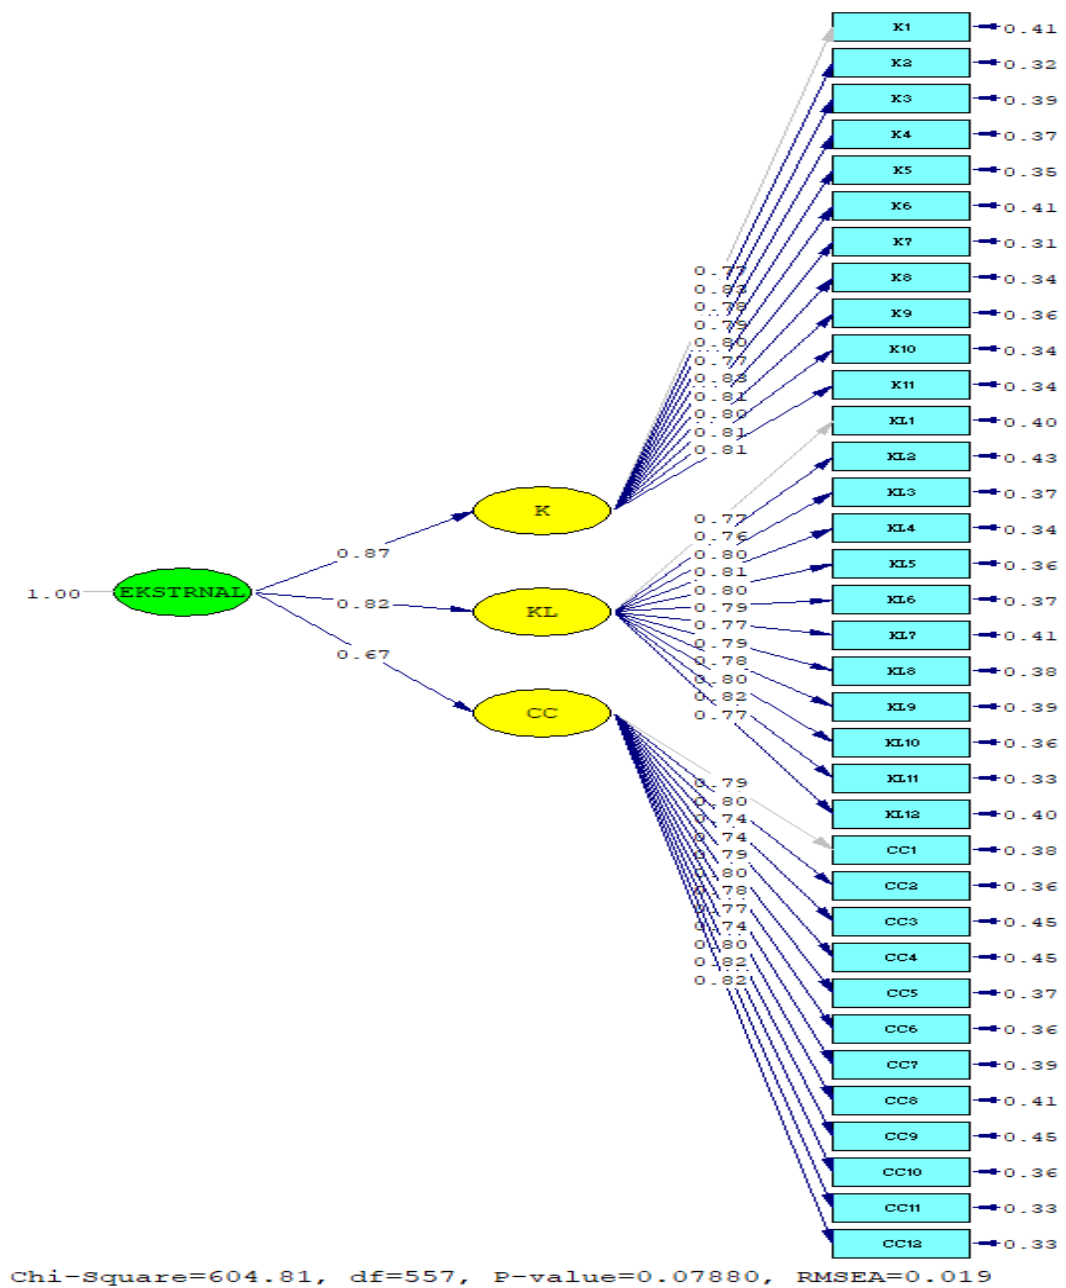 K1 0.41
K2 0.32
K3 0.39
K4 0.37
K5 0.35
K6 0.41
K7 0.31
K8 0.34
K9 0.36
K10 0.34
K11 0.34
KL1 0.40
KL2 0.43
KL3 0.37
KL4 0.34
KL5 0.36
KL6 0.37
KL7 0.41
KL8 0.38
KL9 0.39
KL10 0.36
KL11 0.33
KL12 0.40
CC1 0.38
CC2 0.36
CC3 0.45
CC4 0.45
CC5 0.37
CC6 0.36
CC7 0.39
CC8 0.41
CC9 0.45
CC10 0.36
CC11 0.33
CC12 0.33
0.77
0.83
0.78
0.79
0.80
0.77
0.83
0.81
0.80
0.81
0.81
K
0.77
0.76
0.80
0.81
0.80
0.79
0.77
0.79
0.78
0.80
0.82
0.77
KL
0.79
0.80
0.74
0.74
0.79
0.80
0.78
0.77
0.74
0.80
0.82
0.82
CC
0.87
0.82
0.67
1.00 EKSTRNAL
Chi-Square=604.81, df=557, P-value=0.07880, RMSEA=0.019